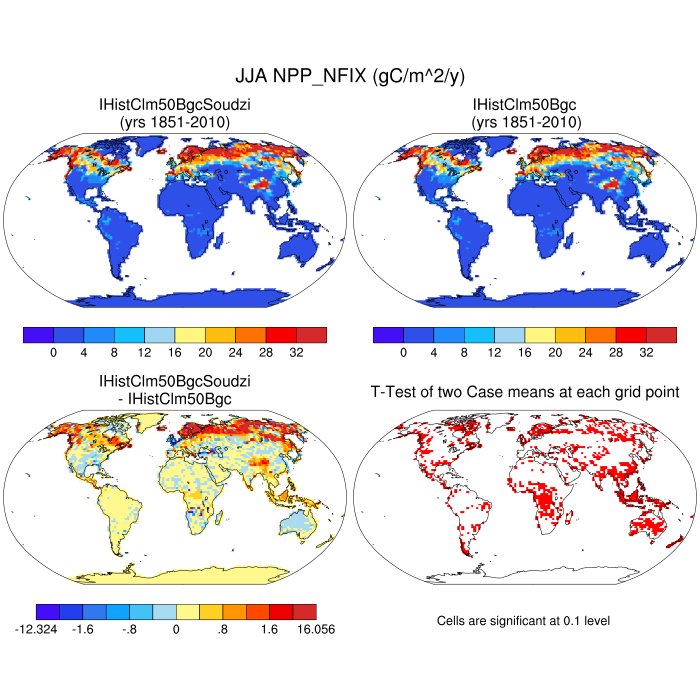 JJA NPP_NFIX (gC/m^2/y)
IHistClm50BgcSoudzi
(yrs 1851-2010)
IHistClm50Bgc
(yrs 1851-2010)
0 4 8 12 16 20 24 28 32
0 4 8 12 16 20 24 28 32
IHistClm50BgcSoudzi
- IHistClm50Bgc
T-Test of two Case means at each grid point
-12.324 -1.6 -.8 0 .8 1.6 16.056
Cells are significant at 0.1 level